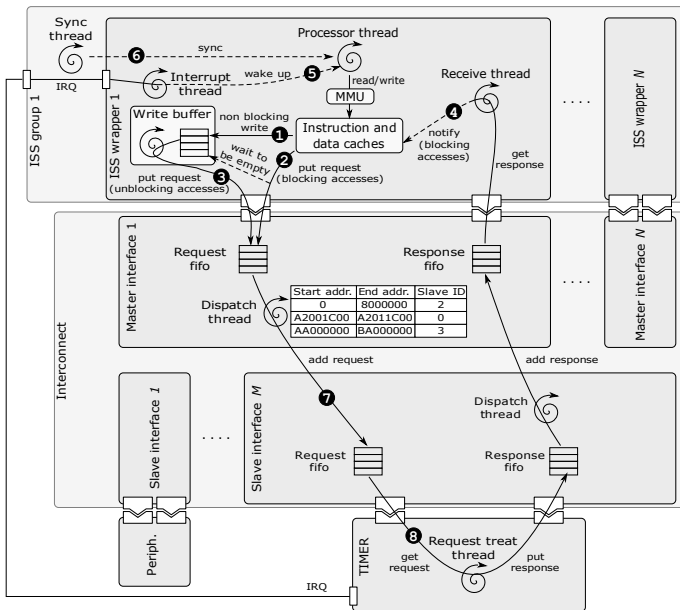 Sync
thread
6
sync
Processor thread
IRQ
Interrupt
thread
wake up
5
read/write
Receive thread
MMU
4
ISS group 1
ISS wrapper 1
Write buffer
non blocking
write
1
Instruction and
data caches
notify
(blocking
accesses)
. . . .
ISS wrapper N
wait to
be empty
2
3
put request
(unblocking accesses)
put request
(blocking accesses)
get
response
Interconnect
Master interface 1
Request
fifo
Response
fifo
. . . .
Master interface N
Dispatch
thread
Start addr. End addr. Slave ID
0 8000000 2
A2001C00 A2011C00 0
AA000000 BA000000 3
add request
add response
7
Slave interface 1
. . . .
Slave interface M
Dispatch
thread
Request
fifo
Response
fifo
Periph.
TIMER
8
get
request
Request treat
thread
put
response
IRQ